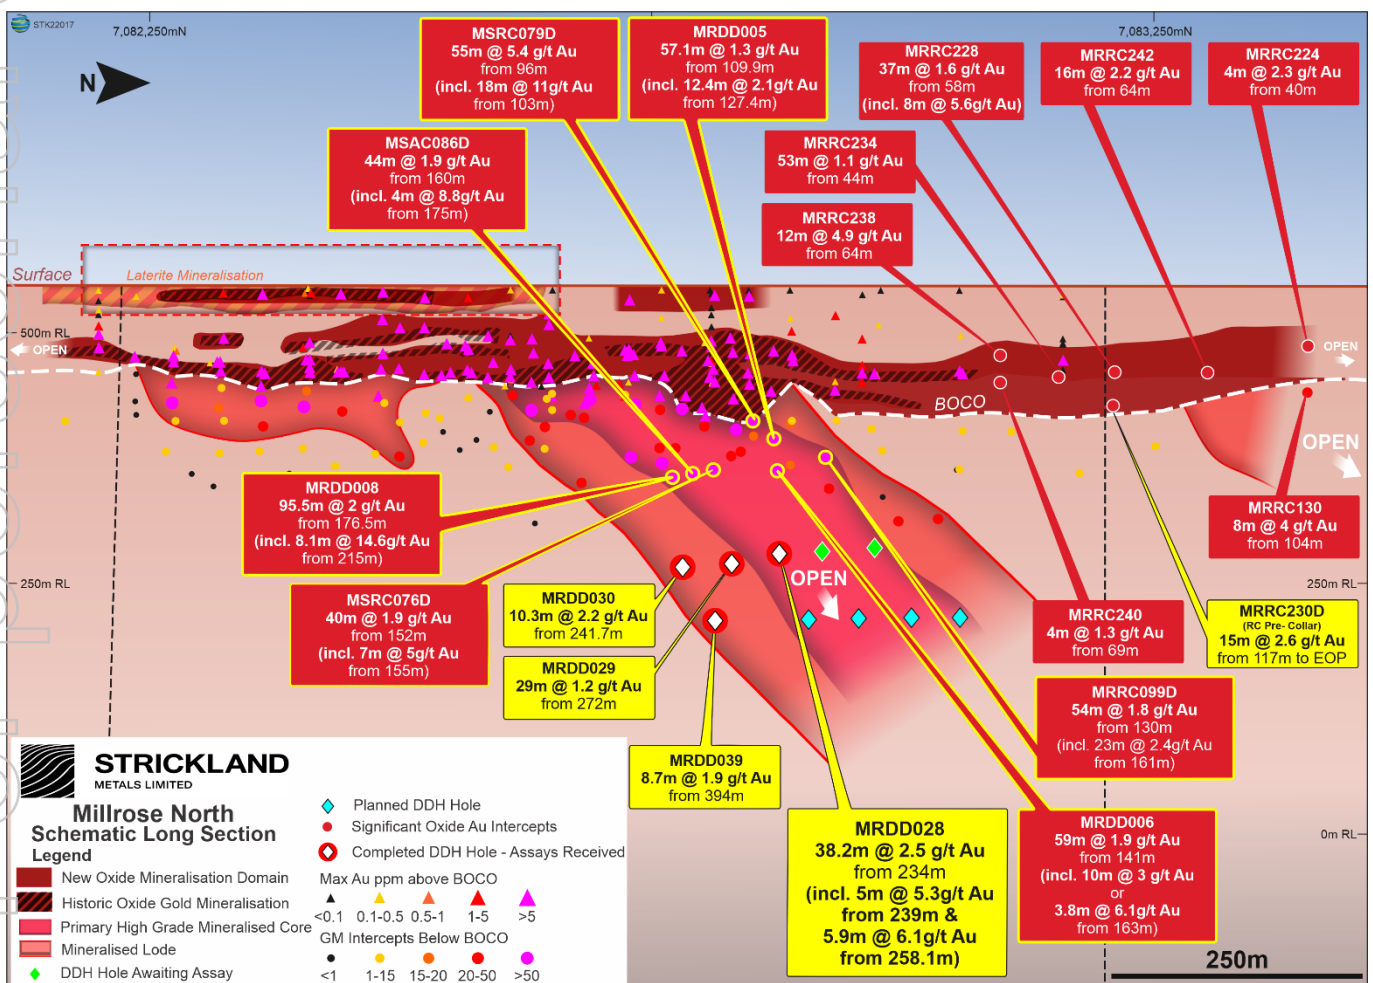 STK22017
7,082,250mN
7,083,250mN
N
MSRC079D
55m @ 5.4 g/t Au
from 96m
(incl. 18m @ 11g/t Au
from 103m)
MRDD005
57.1m @ 1.3 g/t Au
from 109.9m
(incl. 12.4m @ 2.1g/t Au
from 127.4m)
MRRC228
37m @ 1.6 g/t Au
from 58m
(incl. 8m @ 5.6g/t Au)
MRRC242
16m @ 2.2 g/t Au
from 64m
MRRC224
4m @ 2.3 g/t Au
from 40m
MSAC086D
44m @ 1.9 g/t Au
from 160m
(incl. 4m @ 8.8g/t Au
from 175m)
MRRC234
53m @ 1.1 g/t Au
from 44m
MRRC238
12m @ 4.9 g/t Au
from 64m
Surface
Laterite Mineralisation
500m RL
OPEN
OPEN
BOCO
OPEN
MRDD008
95.5m @ 2 g/t Au
from 176.5m
(incl. 8.1m @ 14.6g/t Au
from 215m)
MRRC130
8m @ 4 g/t Au
from 104m
250m RL
OPEN
250m RL
MSRC076D
40m @ 1.9 g/t Au
from 152m
(incl. 7m @ 5g/t Au
from 155m)
MRDD030
10.3m @ 2.2 g/t Au
from 241.7m
MRRC240
4m @ 1.3 g/t Au
from 69m
MRRC230D
(RC Pre- Collar)
15m @ 2.6 g/t Au
from 117m to EOP
MRDD029
29m @ 1.2 g/t Au
from 272m
MRRC099D
54m @ 1.8 g/t Au
from 130m
(incl. 23m @ 2.4g/t Au
from 161m)
MRDD039
8.7m @ 1.9 g/t Au
from 394m
MRDD028
38.2m @ 2.5 g/t Au
from 234m
(incl. 5m @ 5.3g/t Au
from 239m &
5.9m @ 6.1g/t Au
from 258.1m)
MRDD006
59m @ 1.9 g/t Au
from 141m
(incl. 10m @ 3 g/t Au
or
3.8m @ 6.1g/t Au
from 163m)
0m RL
250m
STRICKLAND
METALS LIMITED
Millrose North
Schematic Long Section
Legend
New Oxide Mineralisation Domain
Historic Oxide Gold Mineralisation
Primary High Grade Mineralised Core
Mineralised Lode
DDH Hole Awaiting Assay
Planned DDH Hole
Significant Oxide Au Intercepts
Completed DDH Hole - Assays Received
Max Au ppm above BOCO
<0.1 0.1-0.5 0.5-1 1-5 >5
GM Intercepts Below BOCO
<1 1-15 15-20 20-50 >50